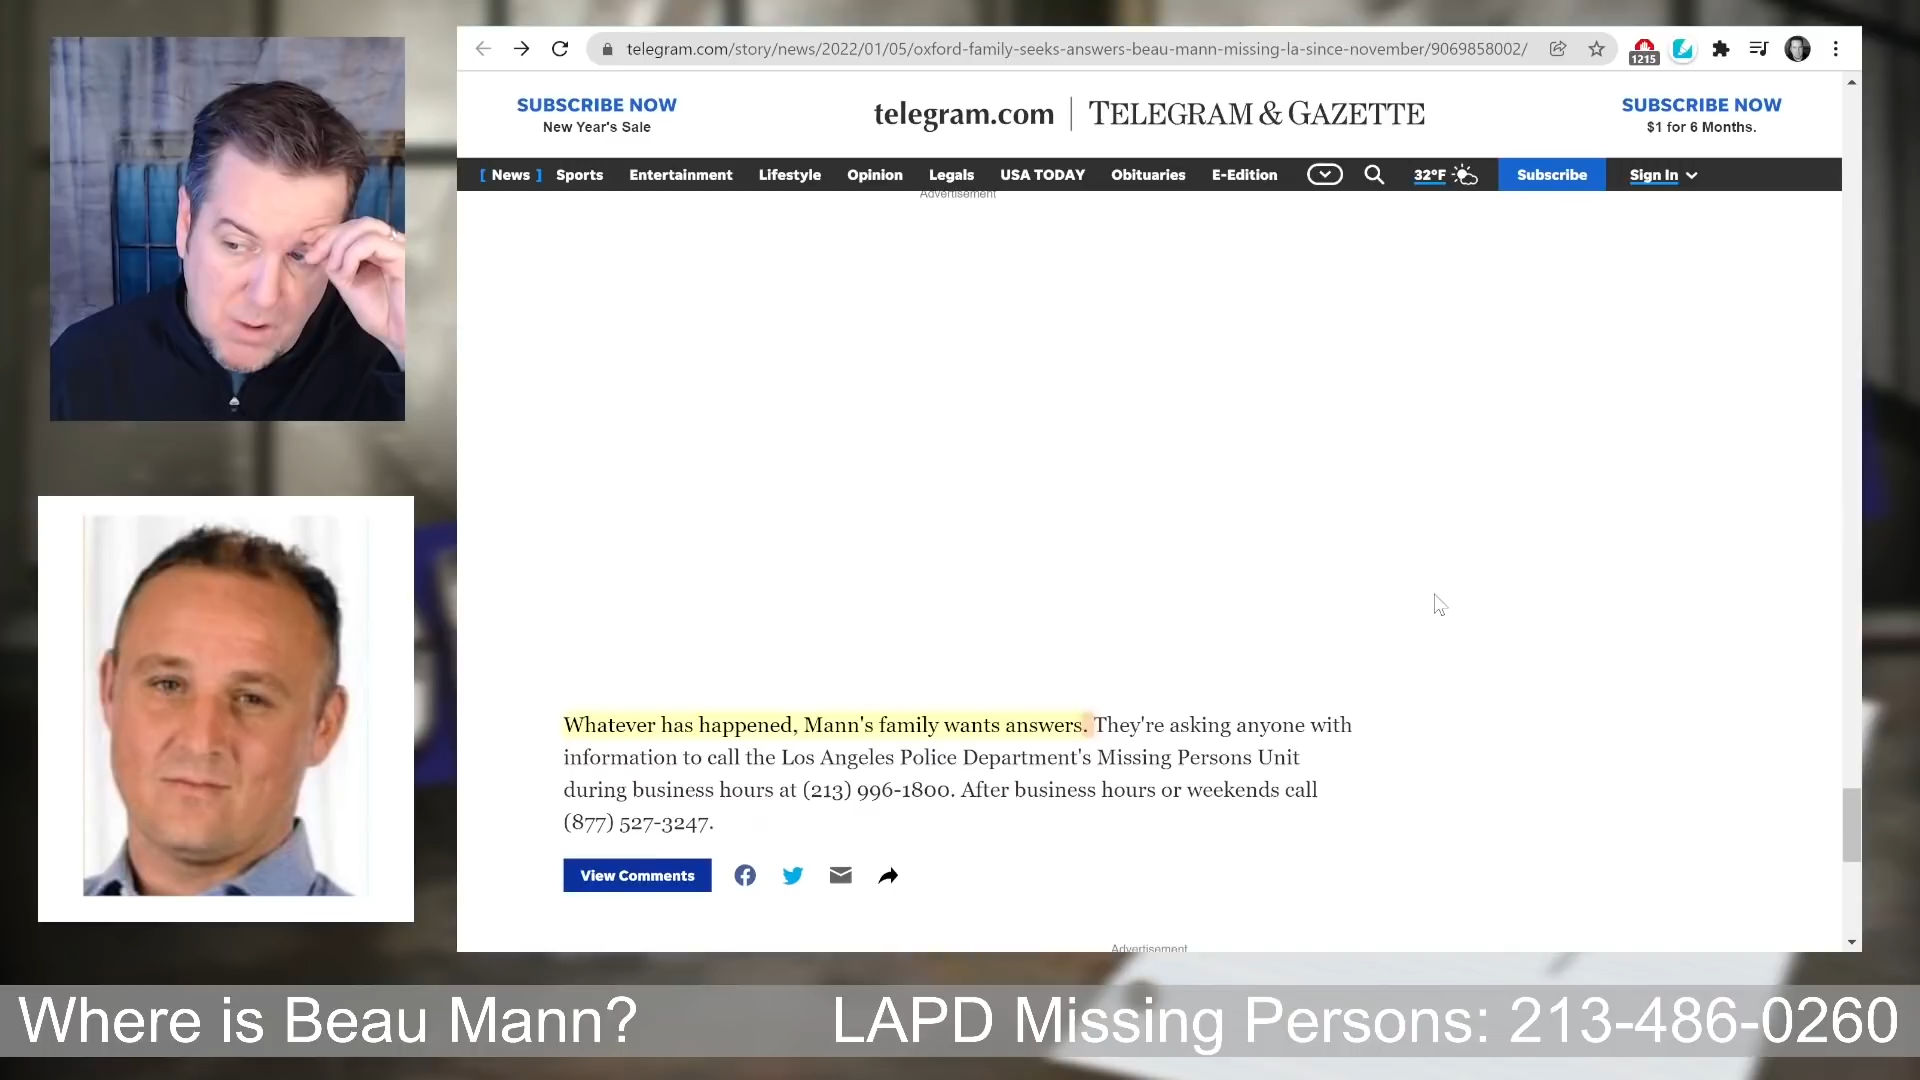 telegram.com/story/news/2022/01/05/oxford-family-seeks-answers-beau-mann-missing-la-since-november/9069858002/
1215
SUBSCRIBE NOW
New Year's Sale
telegram.com | TELEGRAM & GAZETTE
SUBSCRIBE NOW
$1 for 6 Months.
[ News ] Sports Entertainment Lifestyle Opinion Legals USA TODAY Obituaries E-Edition 32°F Subscribe Sign In
Advertisement
Whatever has happened, Mann's family wants answers. They're asking anyone with
information to call the Los Angeles Police Department's Missing Persons Unit
during business hours at (213) 996-1800. After business hours or weekends call
(877) 527-3247.
View Comments
Advertisement
Where is Beau Mann? LAPD Missing Persons: 213-486-0260